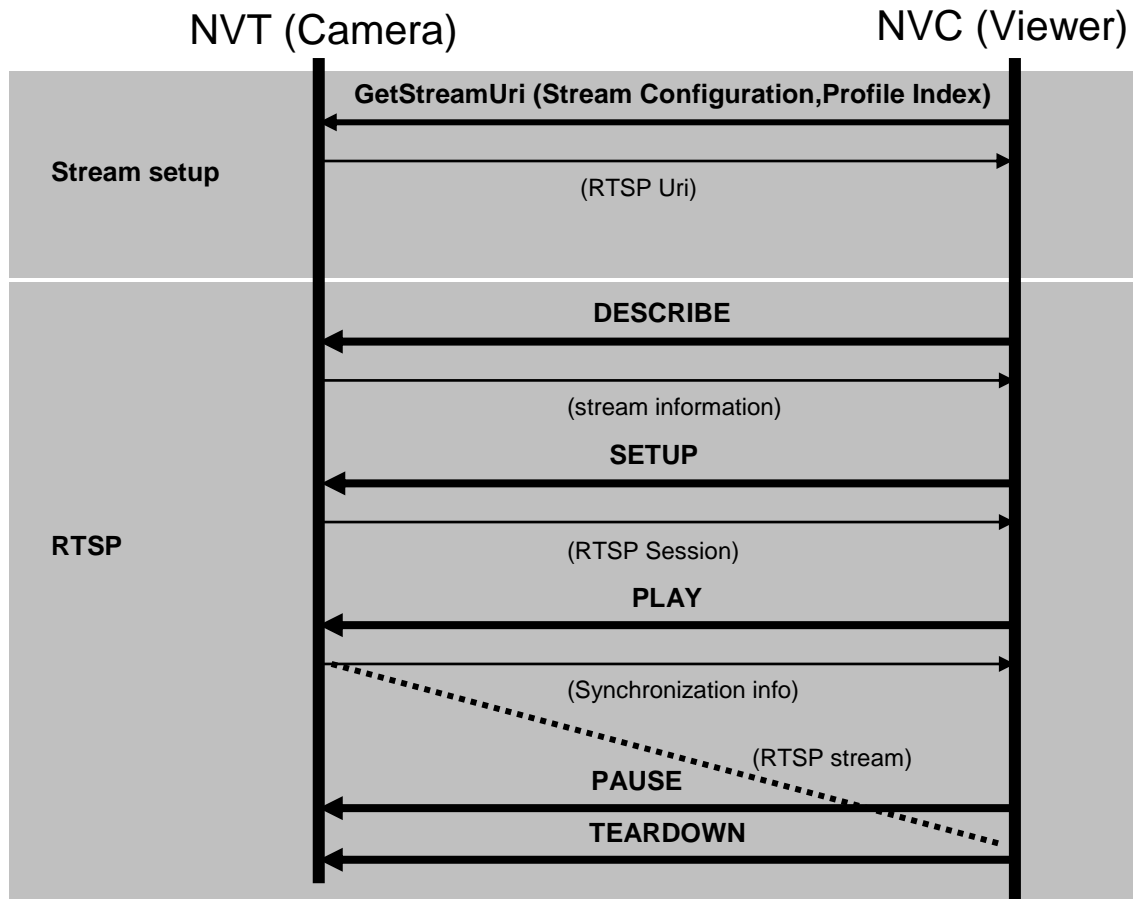 NVT (Camera)
NVC (Viewer)
GetStreamUri (Stream Configuration,Profile Index)
Stream setup
(RTSP Uri)
DESCRIBE
(stream information)
SETUP
RTSP
(RTSP Session)
PLAY
(Synchronization info)
(RTSP stream)
PAUSE
TEARDOWN